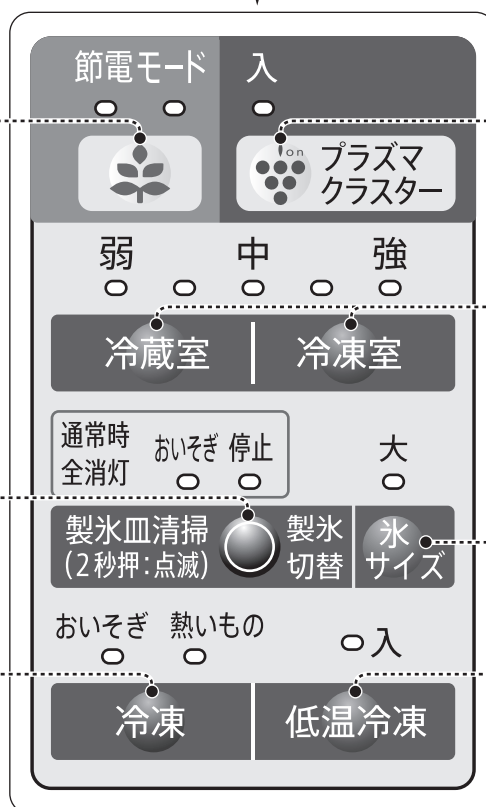 節電モード
入
ion
プラズマ
クラスター
弱 中 強
冷蔵室
冷凍室
通常時
全消灯
おいそぎ 停止
大
製氷皿清掃
(2秒押:点滅)
製氷
切替
氷
サイズ
おいそぎ 熱いもの
入
冷凍
低温冷凍